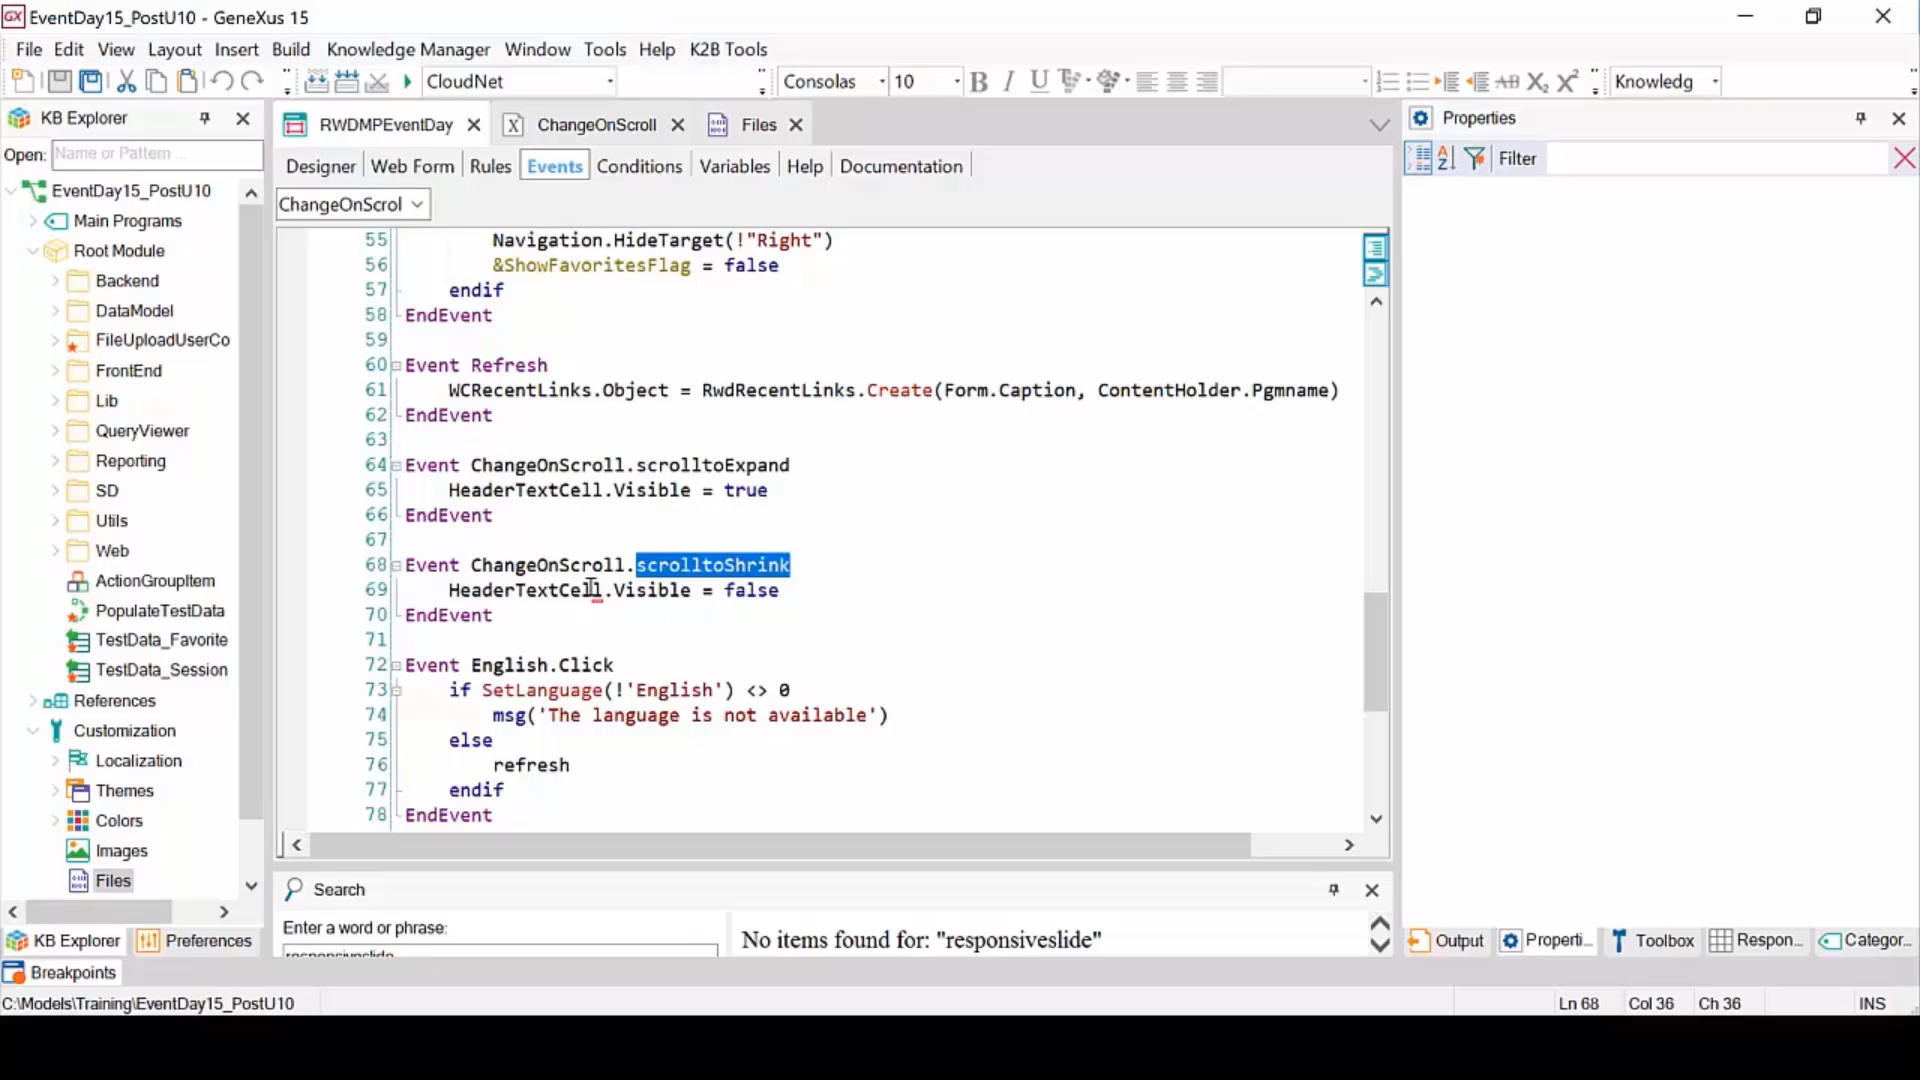 EventDay15_PostU10 - GeneXus 15
File Edit View Layout Insert Build Knowledge Manager Window Tools Help K2B Tools
CloudNet Consolas 10 B I U AB X2 X2 Knowledg
KB Explorer
Open: Name or Pattern ...
EventDay15_PostU10
Main Programs
Root Module
Backend
DataModel
FileUploadUserCo
FrontEnd
Lib
QueryViewer
Reporting
SD
Utils
Web
ActionGroupItem
PopulateTestData
TestData_Favorite
TestData_Session
References
Customization
Localization
Themes
Colors
Images
Files
KB Explorer Preferences
RWDMPEventDay ChangeOnScroll Files
Designer Web Form Rules Events Conditions Variables Help Documentation
ChangeOnScrol
55 Navigation.HideTarget(!"Right")
56 &ShowFavoritesFlag = false
57 endif
58 EndEvent
59
60 Event Refresh
61 WCRecentLinks.Object = RwdRecentLinks.Create(Form.Caption, ContentHolder.Pgmname)
62 EndEvent
63
64 Event ChangeOnScroll.scrolltoExpand
65 HeaderTextCell.Visible = true
66 EndEvent
67
68 Event ChangeOnScroll.scrolltoShrink
69 HeaderTextCell.Visible = false
70 EndEvent
71
72 Event English.Click
73 if SetLanguage(!'English') <> 0
74 msg('The language is not available')
75 else
76 refresh
77 endif
78 EndEvent
Search
Enter a word or phrase:
responsiveslide
No items found for: "responsiveslide"
Properties
Filter
Output Properti... Toolbox Respon... Categor...
Breakpoints
C:\Models\Training\EventDay15_PostU10 Ln 68 Col 36 Ch 36 INS